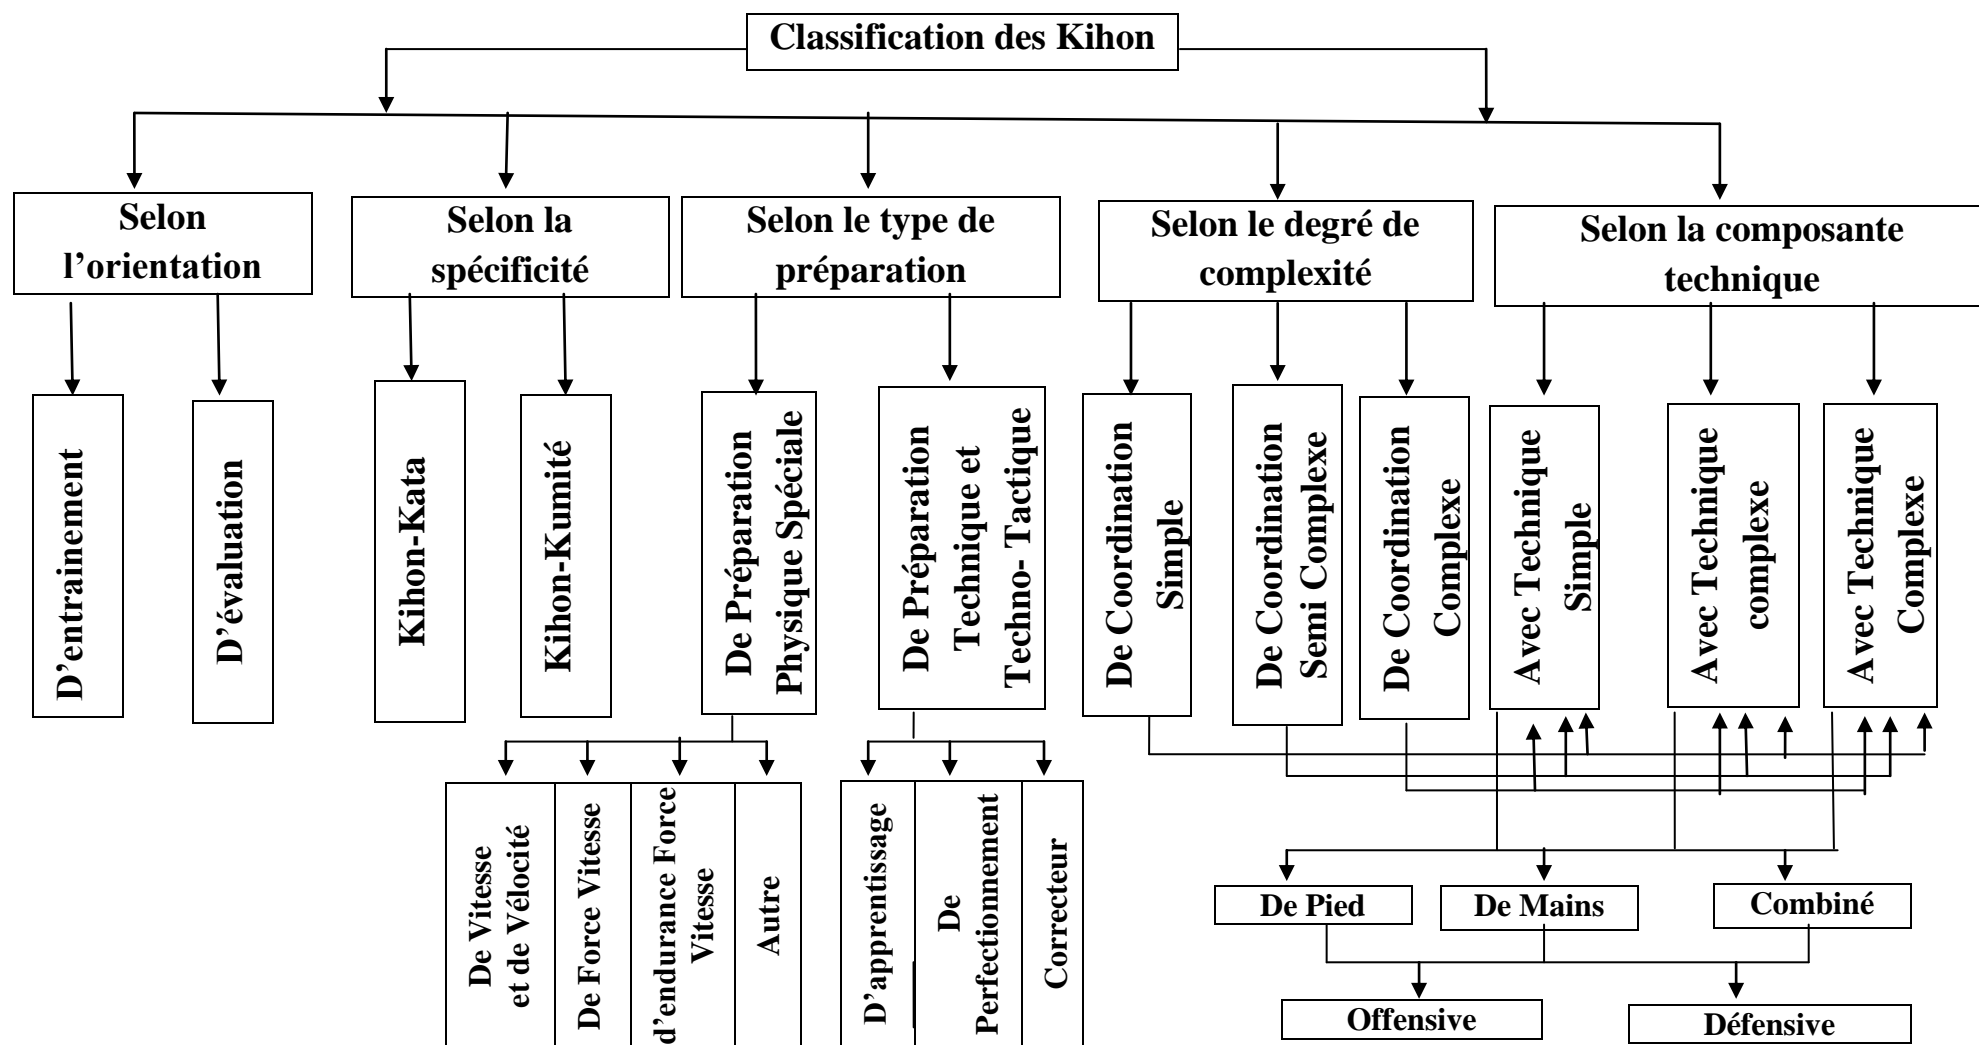 Classification des Kihon
Selon
l’orientation
Selon la
spécificité
Selon le type de
préparation
Selon le degré de
complexité
Selon la composante
technique
D’entrainement
D’évaluation
Kihon-Kata
Kihon-Kumité
De Préparation
Physique Spéciale
De Préparation
Technique et
Techno- Tactique
De Coordination
Simple
De Coordination
Semi Complexe
De Coordination
Complexe
Avec Technique
Simple
Avec Technique
complexe
Avec Technique
Complexe
De Vitesse
et de Vélocité
De Force Vitesse
d’endurance Force
Vitesse
Autre
D’apprentissage
De
Perfectionnement
Correcteur
De Pied
De Mains
Combiné
Offensive
Défensive